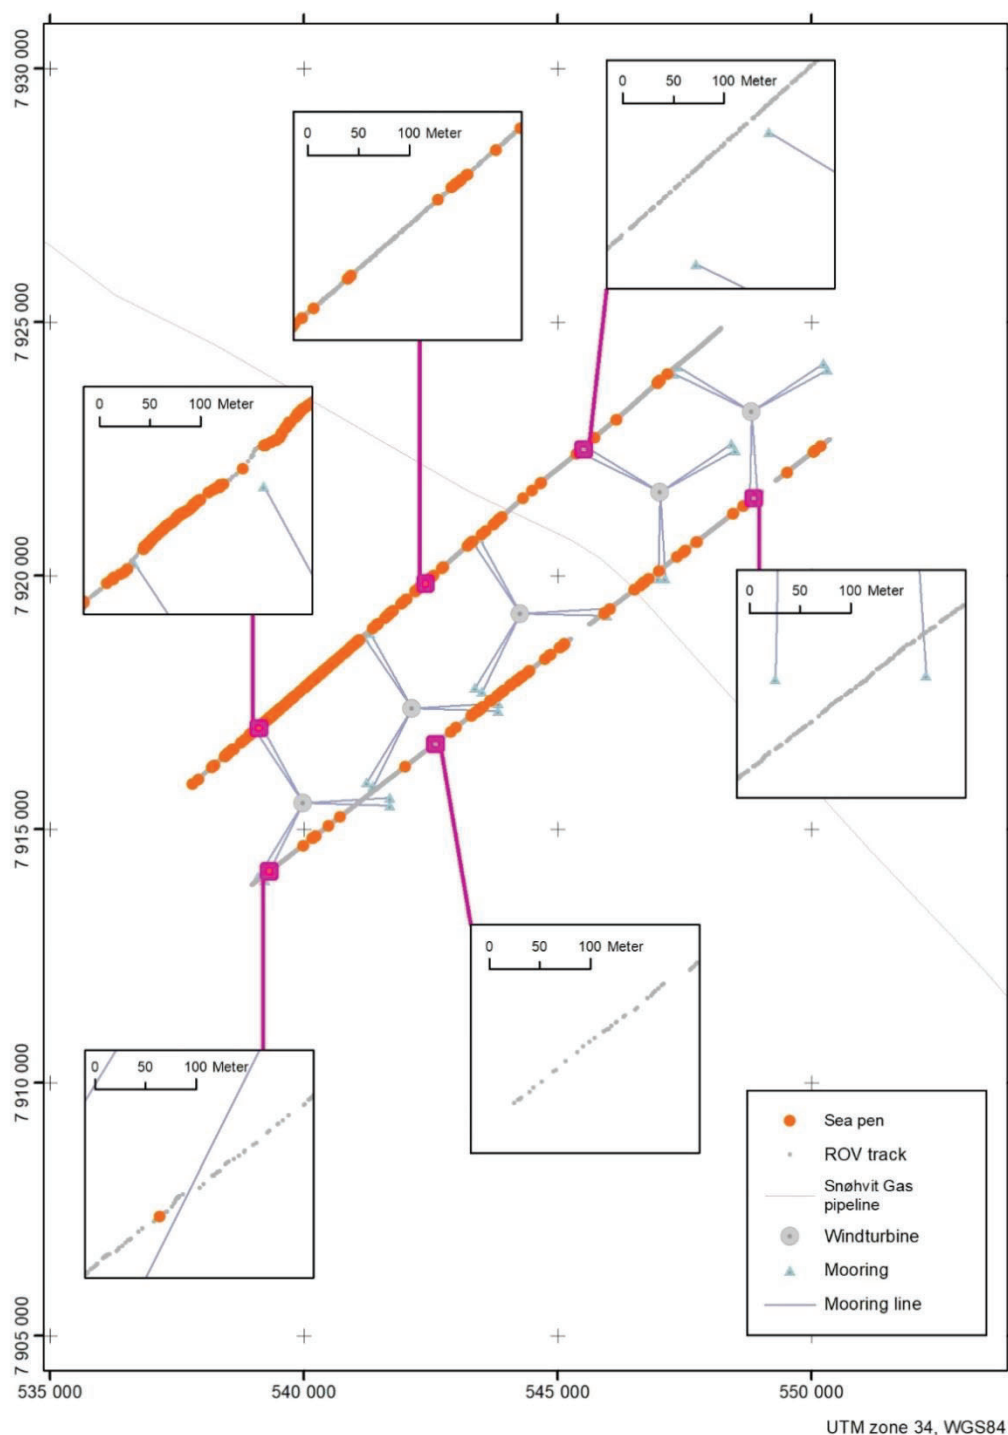 7 930 000
7 925 000
7 920 000
7 915 000
7 910 000
7 905 000
0 50 100 Meter
0 50 100 Meter
0 50 100 Meter
0 50 100 Meter
0 50 100 Meter
0 50 100 Meter
Sea pen
ROV track
Snøhvit Gas
pipeline
Windturbine
Mooring
Mooring line
535 000 540 000 545 000 550 000
UTM zone 34, WGS84